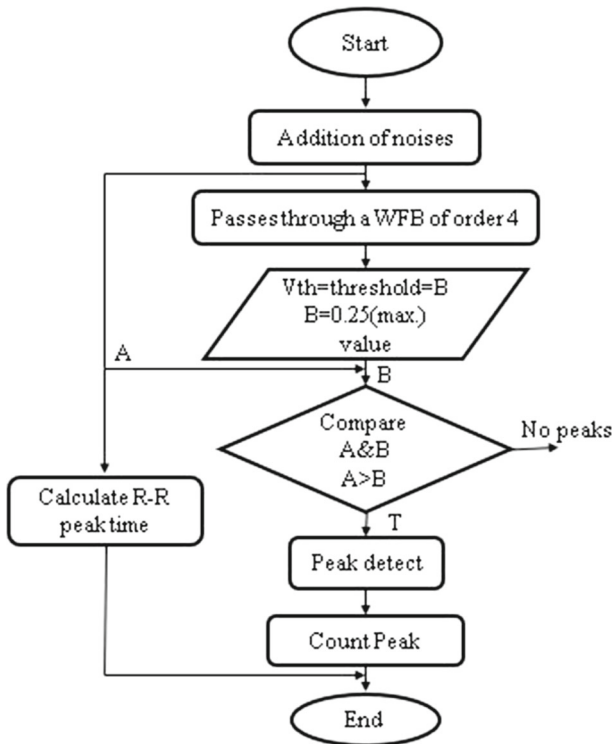 Start
Addition of noises
Passes through a WFB of order 4
Vth=threshold=B
B=0.25(max.)
value
A
B
Compare
A&B
A>B
No peaks
Calculate R-R
peak time
T
Peak detect
Count Peak
End